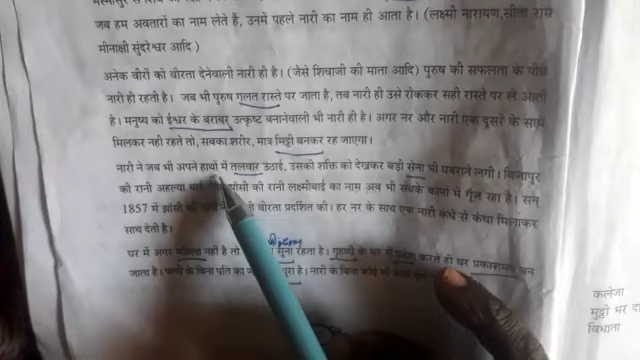 जब हम अवतारों का नाम लेते हैं, उनमें पहले नारी का नाम ही आता है। (लक्ष्मी नारायण,सीता राम
मीनाक्षी सुंदरेश्वर आदि.)
अनेक वीरों को वीरता देनेवाली नारी ही है। (जैसे शिवाजी की माता आदि) पुरुष की सफलता के पीछे
नारी ही रहती है। जब भी पुरुष गलत रास्ते पर जाता है, तब नारी ही उसे रोककर सही रास्ते पर ले आती
है। मनुष्य को ईश्वर के बराबर उत्कृष्ट बनानेवाली भी नारी ही है। अगर नर और नारी एक दूसरे के साथ
मिलकर नही रहते तो, सबका शरीर, मात्र मिट्टी बनकर रह जाएगा।
नारी ने जब भी अपने हाथों में तलवार उठाई, उसकी शक्ति को देखकर बड़ी सेना भी घबराने लगी। बिजापुर
की रानी अहल्या झाँसी की रानी लक्ष्मीबाई का नाम अब भी सबके कानों में गूँज रहा है। सन्
1857 में झाँसी की वीरता प्रदर्शित की। हर नर के साथ एक नारी कंधे से कंधा मिलाकर
साथ देती है।
घर में अगर महिला नही है तो सूना रहता है। गृहणी के घर में प्रवेश करते ही घर प्रकाशमय बन
जाता है। पत्नी के बिना पति का है। नारी के बिना कोई भी
कलेजा
मुट्ठी भर
विधाता